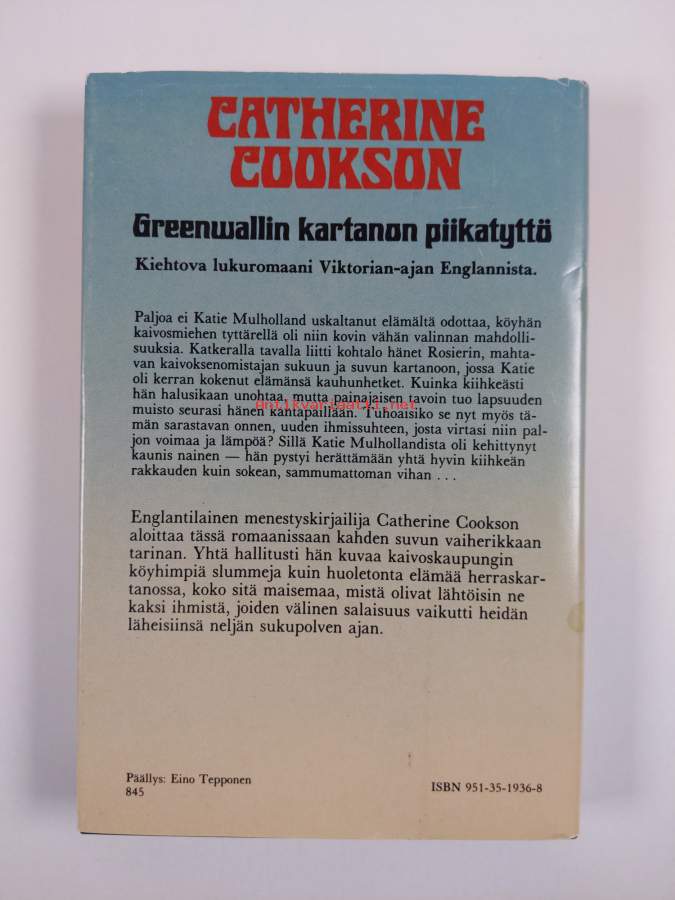 CATHERINE
COOKSON
Greenwallin kartanon piikatyttö
Kiehtova lukuromaani Viktorian-ajan Englannista.
Paljoa ei Katie Mulholland uskaltanut elämältä odottaa, köyhän
kaivosmiehen tyttärellä oli niin kovin vähän valinnan mahdolli-
suuksia. Katkeralla tavalla liitti kohtalo hänet Rosierin, mahta-
van kaivoksenomistajan sukuun ja suvun kartanoon, jossa Katie
oli kerran kokenut elämänsä kauhunhetket. Kuinka kiihkeästi
hän halusikaan unohtaa, mutta painajaisen tavoin tuo lapsuuden
Antikvariaatit.net
muisto seurasi hänen kantapäillään. Tuhoaisiko se nyt myös tä-
män sarastavan onnen, uuden ihmissuhteen, josta virtasi niin pal-
jon voimaa ja lämpöä? Sillä Katie Mulhollandista oli kehittynyt
kaunis nainen — hän pystyi herättämään yhtä hyvin kiihkeän
rakkauden kuin sokean, sammumattoman vihan . . .
Englantilainen menestyskirjailija Catherine Cookson
aloittaa tässä romaanissaan kahden suvun vaiherikkaan
tarinan. Yhtä hallitusti hän kuvaa kaivoskaupungin
köyhimpiä slummeja kuin huoletonta elämää herraskar-
tanossa, koko sitä maisemaa, mistä olivat lähtöisin ne
kaksi ihmistä, joiden välinen salaisuus vaikutti heidän
läheisiinsä neljän sukupolven ajan.
Päällys: Eino Tepponen
845
ISBN 951-35-1936-8